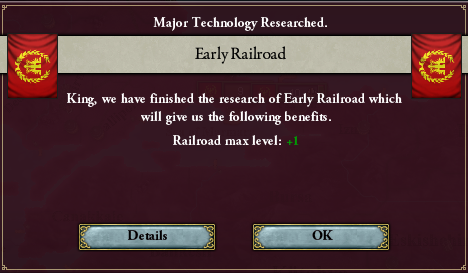 Major Technology Researched.
Early Railroad
King, we have finished the research of Early Railroad which
will give us the following benefits.
Railroad max level: +1
Details
OK